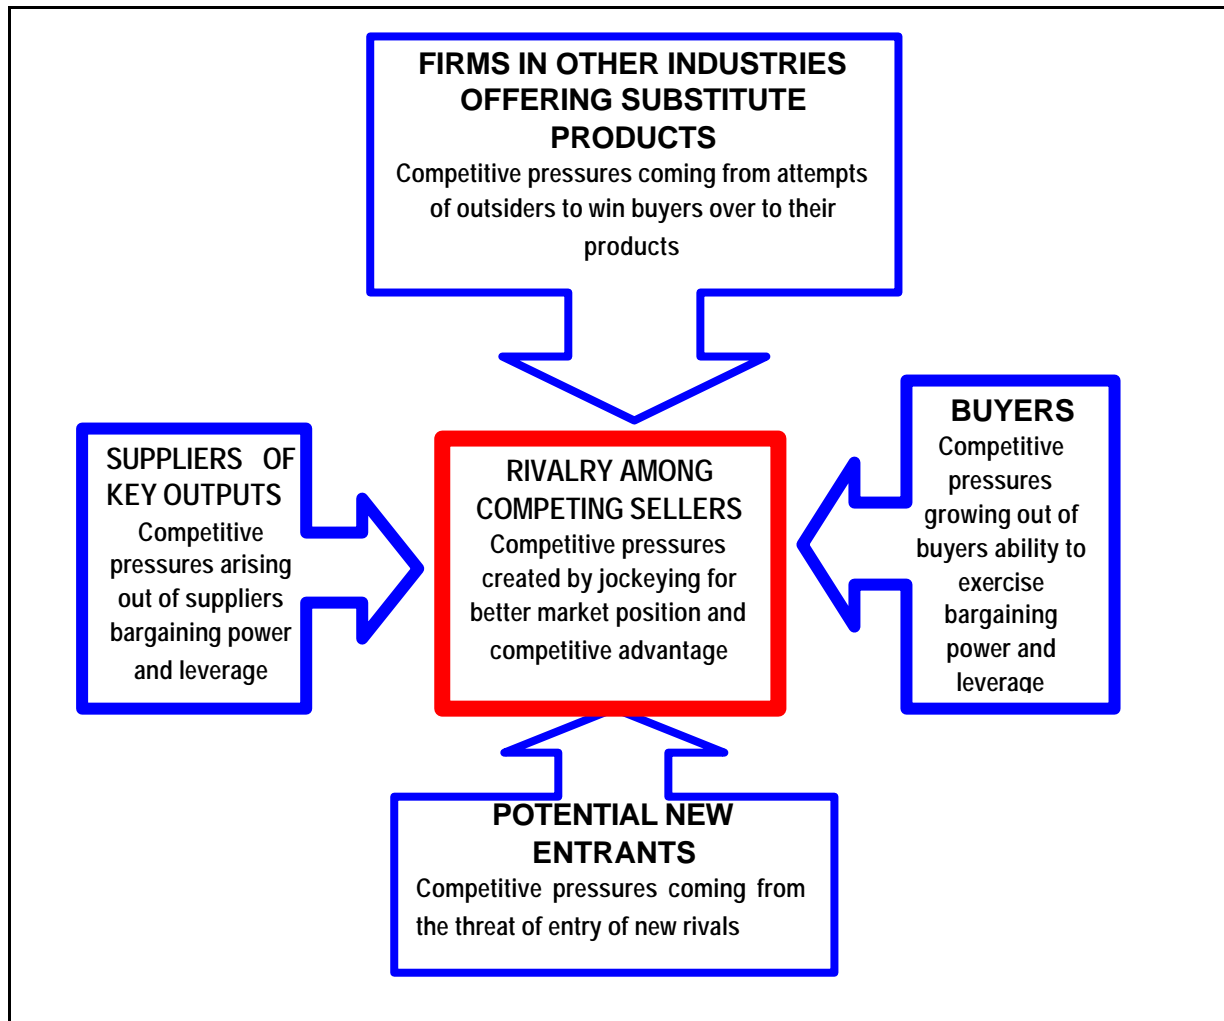 FIRMS IN OTHER INDUSTRIES
OFFERING SUBSTITUTE
PRODUCTS
Competitive pressures coming from attempts
of outsiders to win buyers over to their
products
SUPPLIERS OF
KEY OUTPUTS
Competitive
pressures arising
out of suppliers
bargaining power
and leverage
RIVALRY AMONG
COMPETING SELLERS
Competitive pressures
created by jockeying for
better market position and
competitive advantage
BUYERS
Competitive
pressures
growing out of
buyers ability to
exercise
bargaining
power and
leverage
POTENTIAL NEW
ENTRANTS
Competitive pressures coming from
the threat of entry of new rivals